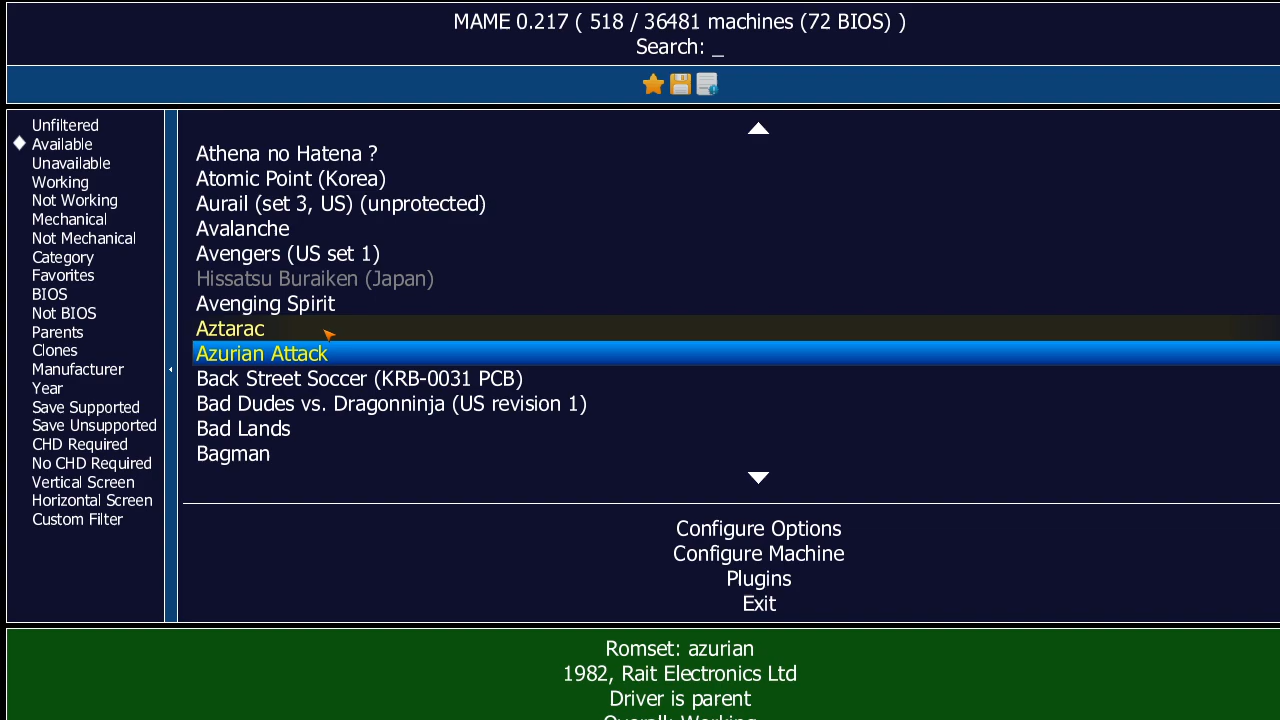 MAME 0.217 ( 518 / 36481 machines (72 BIOS) )
Search: _
Unfiltered
Available
Unavailable
Working
Not Working
Mechanical
Not Mechanical
Category
Favorites
BIOS
Not BIOS
Parents
Clones
Manufacturer
Year
Save Supported
Save Unsupported
CHD Required
No CHD Required
Vertical Screen
Horizontal Screen
Custom Filter
Athena no Hatena ?
Atomic Point (Korea)
Aurail (set 3, US) (unprotected)
Avalanche
Avengers (US set 1)
Hissatsu Buraiken (Japan)
Avenging Spirit
Aztarac
Azurian Attack
Back Street Soccer (KRB-0031 PCB)
Bad Dudes vs. Dragonninja (US revision 1)
Bad Lands
Bagman
Configure Options
Configure Machine
Plugins
Exit
Romset: azurian
1982, Rait Electronics Ltd
Driver is parent
Overall: Working